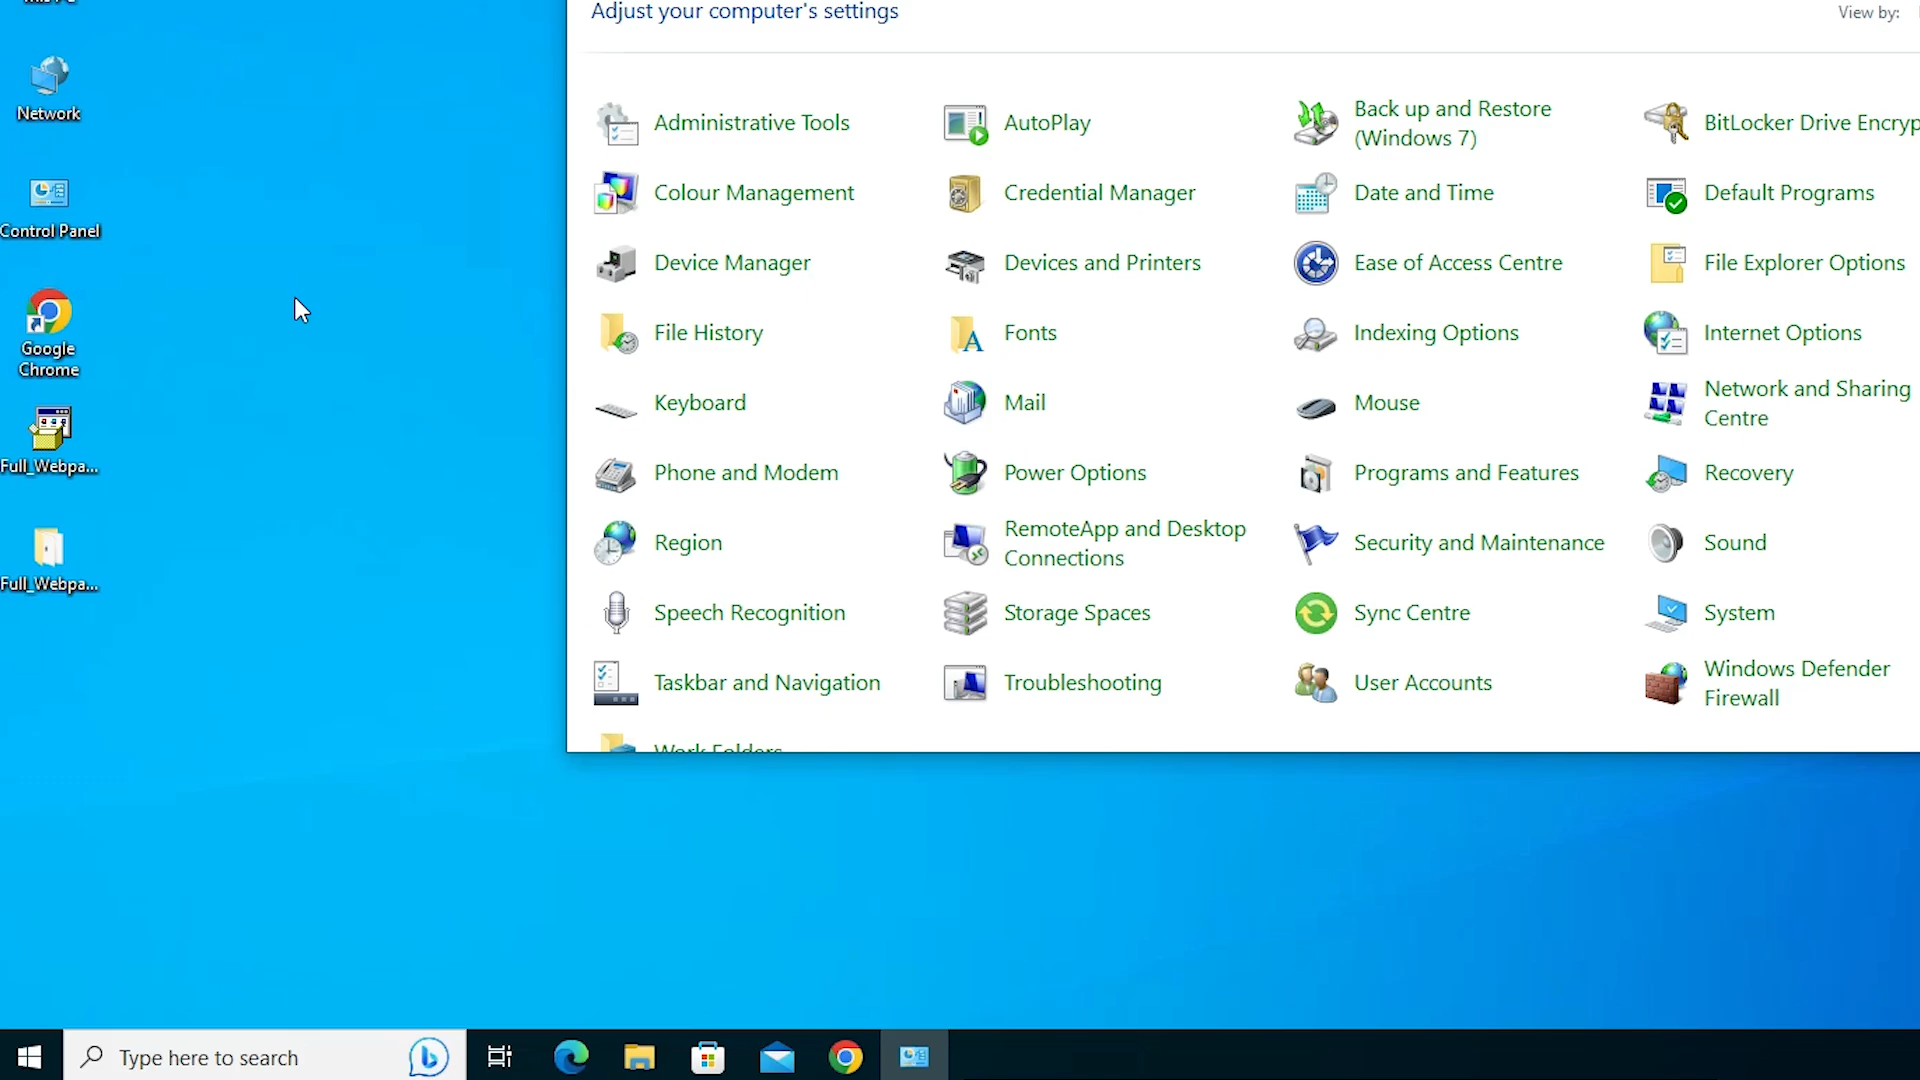 Adjust your computer's settings
View by:
Network
Control Panel
Google
Chrome
Full_Webpa...
Full_Webpa...
Administrative Tools
AutoPlay
Back up and Restore
(Windows 7)
BitLocker Drive Encryp
Colour Management
Credential Manager
Date and Time
Default Programs
Device Manager
Devices and Printers
Ease of Access Centre
File Explorer Options
File History
Fonts
Indexing Options
Internet Options
Keyboard
Mail
Mouse
Network and Sharing
Centre
Phone and Modem
Power Options
Programs and Features
Recovery
Region
RemoteApp and Desktop
Connections
Security and Maintenance
Sound
Speech Recognition
Storage Spaces
Sync Centre
System
Taskbar and Navigation
Troubleshooting
User Accounts
Windows Defender
Firewall
Work Folders
Type here to search